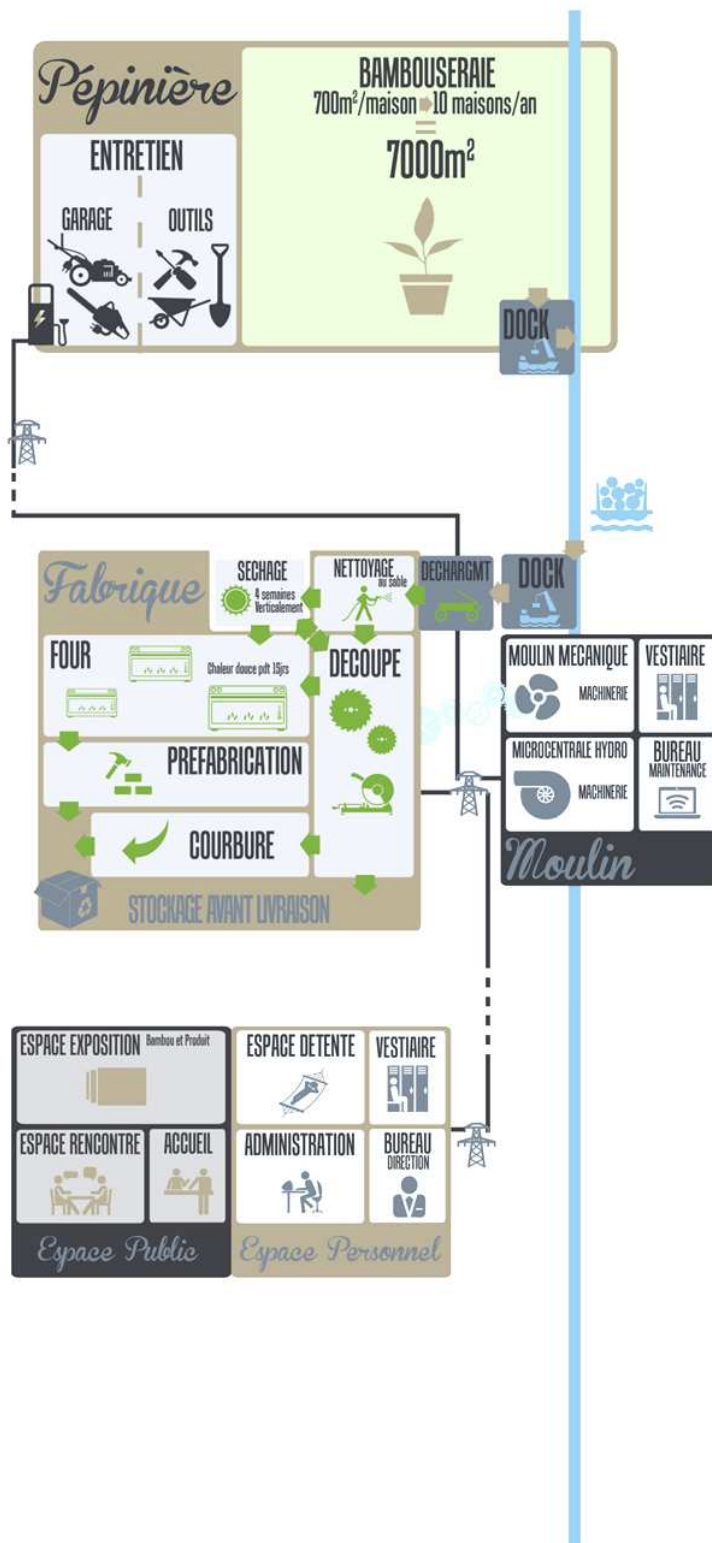 Pépinière
BAMBOUSERAIE
700m²/maison 10 maisons/an
=
7000m²
ENTRETIEN
GARAGE
OUTILS
DOCK
Fabrique
SECHAGE
4 semaines
Verticalement
NETTOYAGE
au sable
DECHARGMT
DOCK
FOUR
Chaleur douce pdt 15jrs
DECOUPE
PREFABRICATION
COURBURE
STOCKAGE AVANT LIVRAISON
MOULIN MECANIQUE
MACHINERIE
VESTIAIRE
MICROCENTRALE HYDRO
MACHINERIE
BUREAU
MAINTENANCE
Moulin
ESPACE EXPOSITION Bambou et Produit
ESPACE RENCONTRE
ACCUEIL
Espace Public
ESPACE DETENTE
VESTIAIRE
ADMINISTRATION
BUREAU
DIRECTION
Espace Personnel